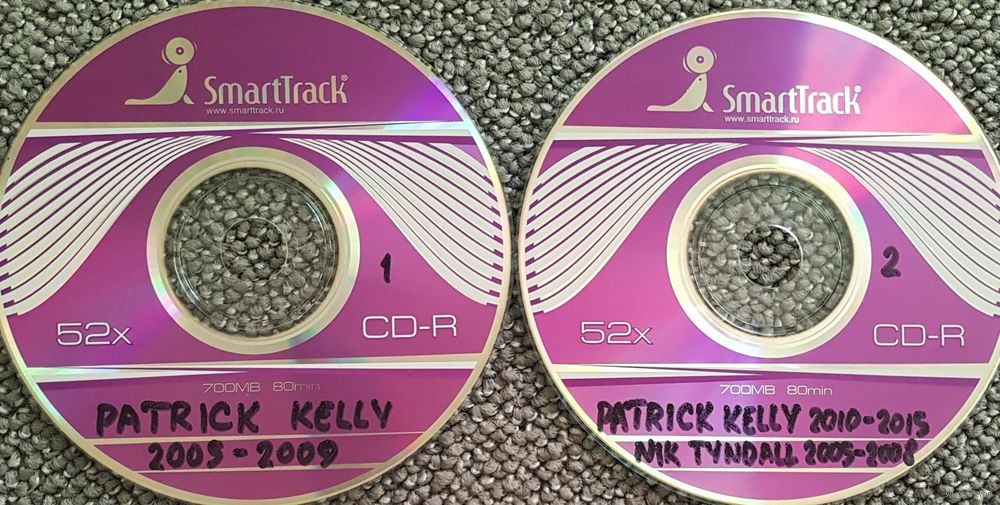 SmartTrack®
www.smarttrack.ru
1
52x
CD-R
700MB 80min
PATRICK KELLY
2005-2009
SmartTrack®
www.smarttrack.ru
2
52x
CD-R
700MB 80min
PATRICK KELLY 2010-2015
NIK TYNDALL 2005-2008